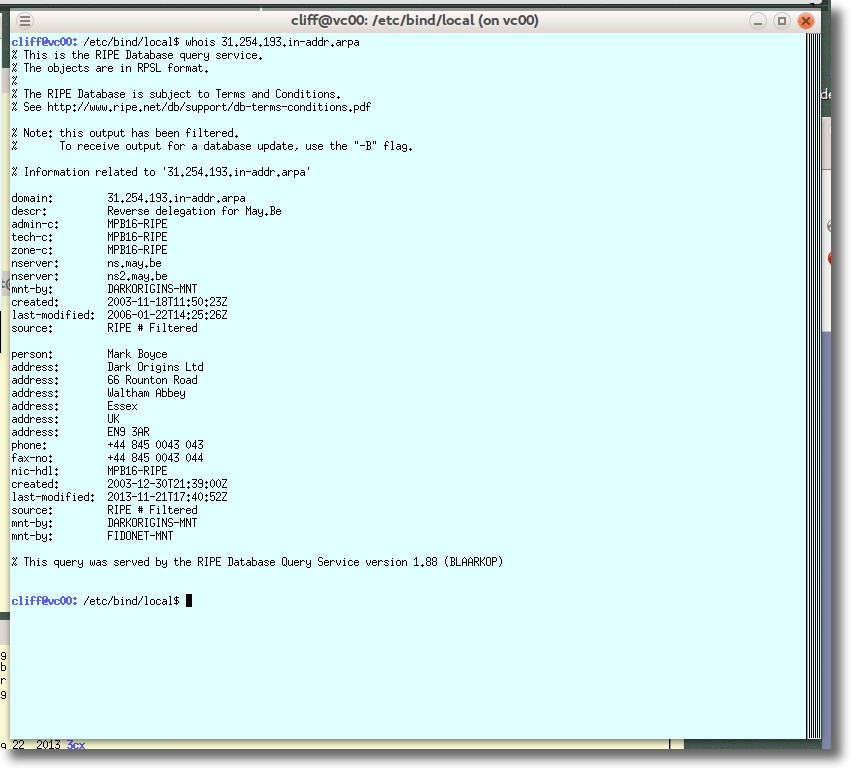 cliff@vc00: /etc/bind/local (on vc00)
cliff@vc00: /etc/bind/local$ whois 31.254.193.in-addr.arpa
% This is the RIPE Database query service.
% The objects are in RPSL format.
%
% The RIPE Database is subject to Terms and Conditions.
% See http://www.ripe.net/db/support/db-terms-conditions.pdf
% Note: this output has been filtered.
%       To receive output for a database update, use the "-B" flag.
% Information related to '31.254.193.in-addr.arpa'
domain:         31.254.193.in-addr.arpa
descr:          Reverse delegation for May.Be
admin-c:        MPB16-RIPE
tech-c:         MPB16-RIPE
zone-c:         MPB16-RIPE
nserver:        ns.may.be
nserver:        ns2.may.be
mnt-by:         DARKORIGINS-MNT
created:        2003-11-18T11:50:23Z
last-modified:  2006-01-22T14:25:26Z
source:         RIPE # Filtered
person:         Mark Boyce
address:        Dark Origins Ltd
address:        66 Rounton Road
address:        Waltham Abbey
address:        Essex
address:        UK
address:        EN9 3AR
phone:          +44 845 0043 043
fax-no:         +44 845 0043 044
nic-hdl:        MPB16-RIPE
created:        2003-12-30T21:39:00Z
last-modified:  2013-11-21T17:40:52Z
source:         RIPE # Filtered
mnt-by:         DARKORIGINS-MNT
mnt-by:         FIDONET-MNT
% This query was served by the RIPE Database Query Service version 1.88 (BLAARKOP)
cliff@vc00: /etc/bind/local$
de
g
b
r
g
g 22  2013 3cx